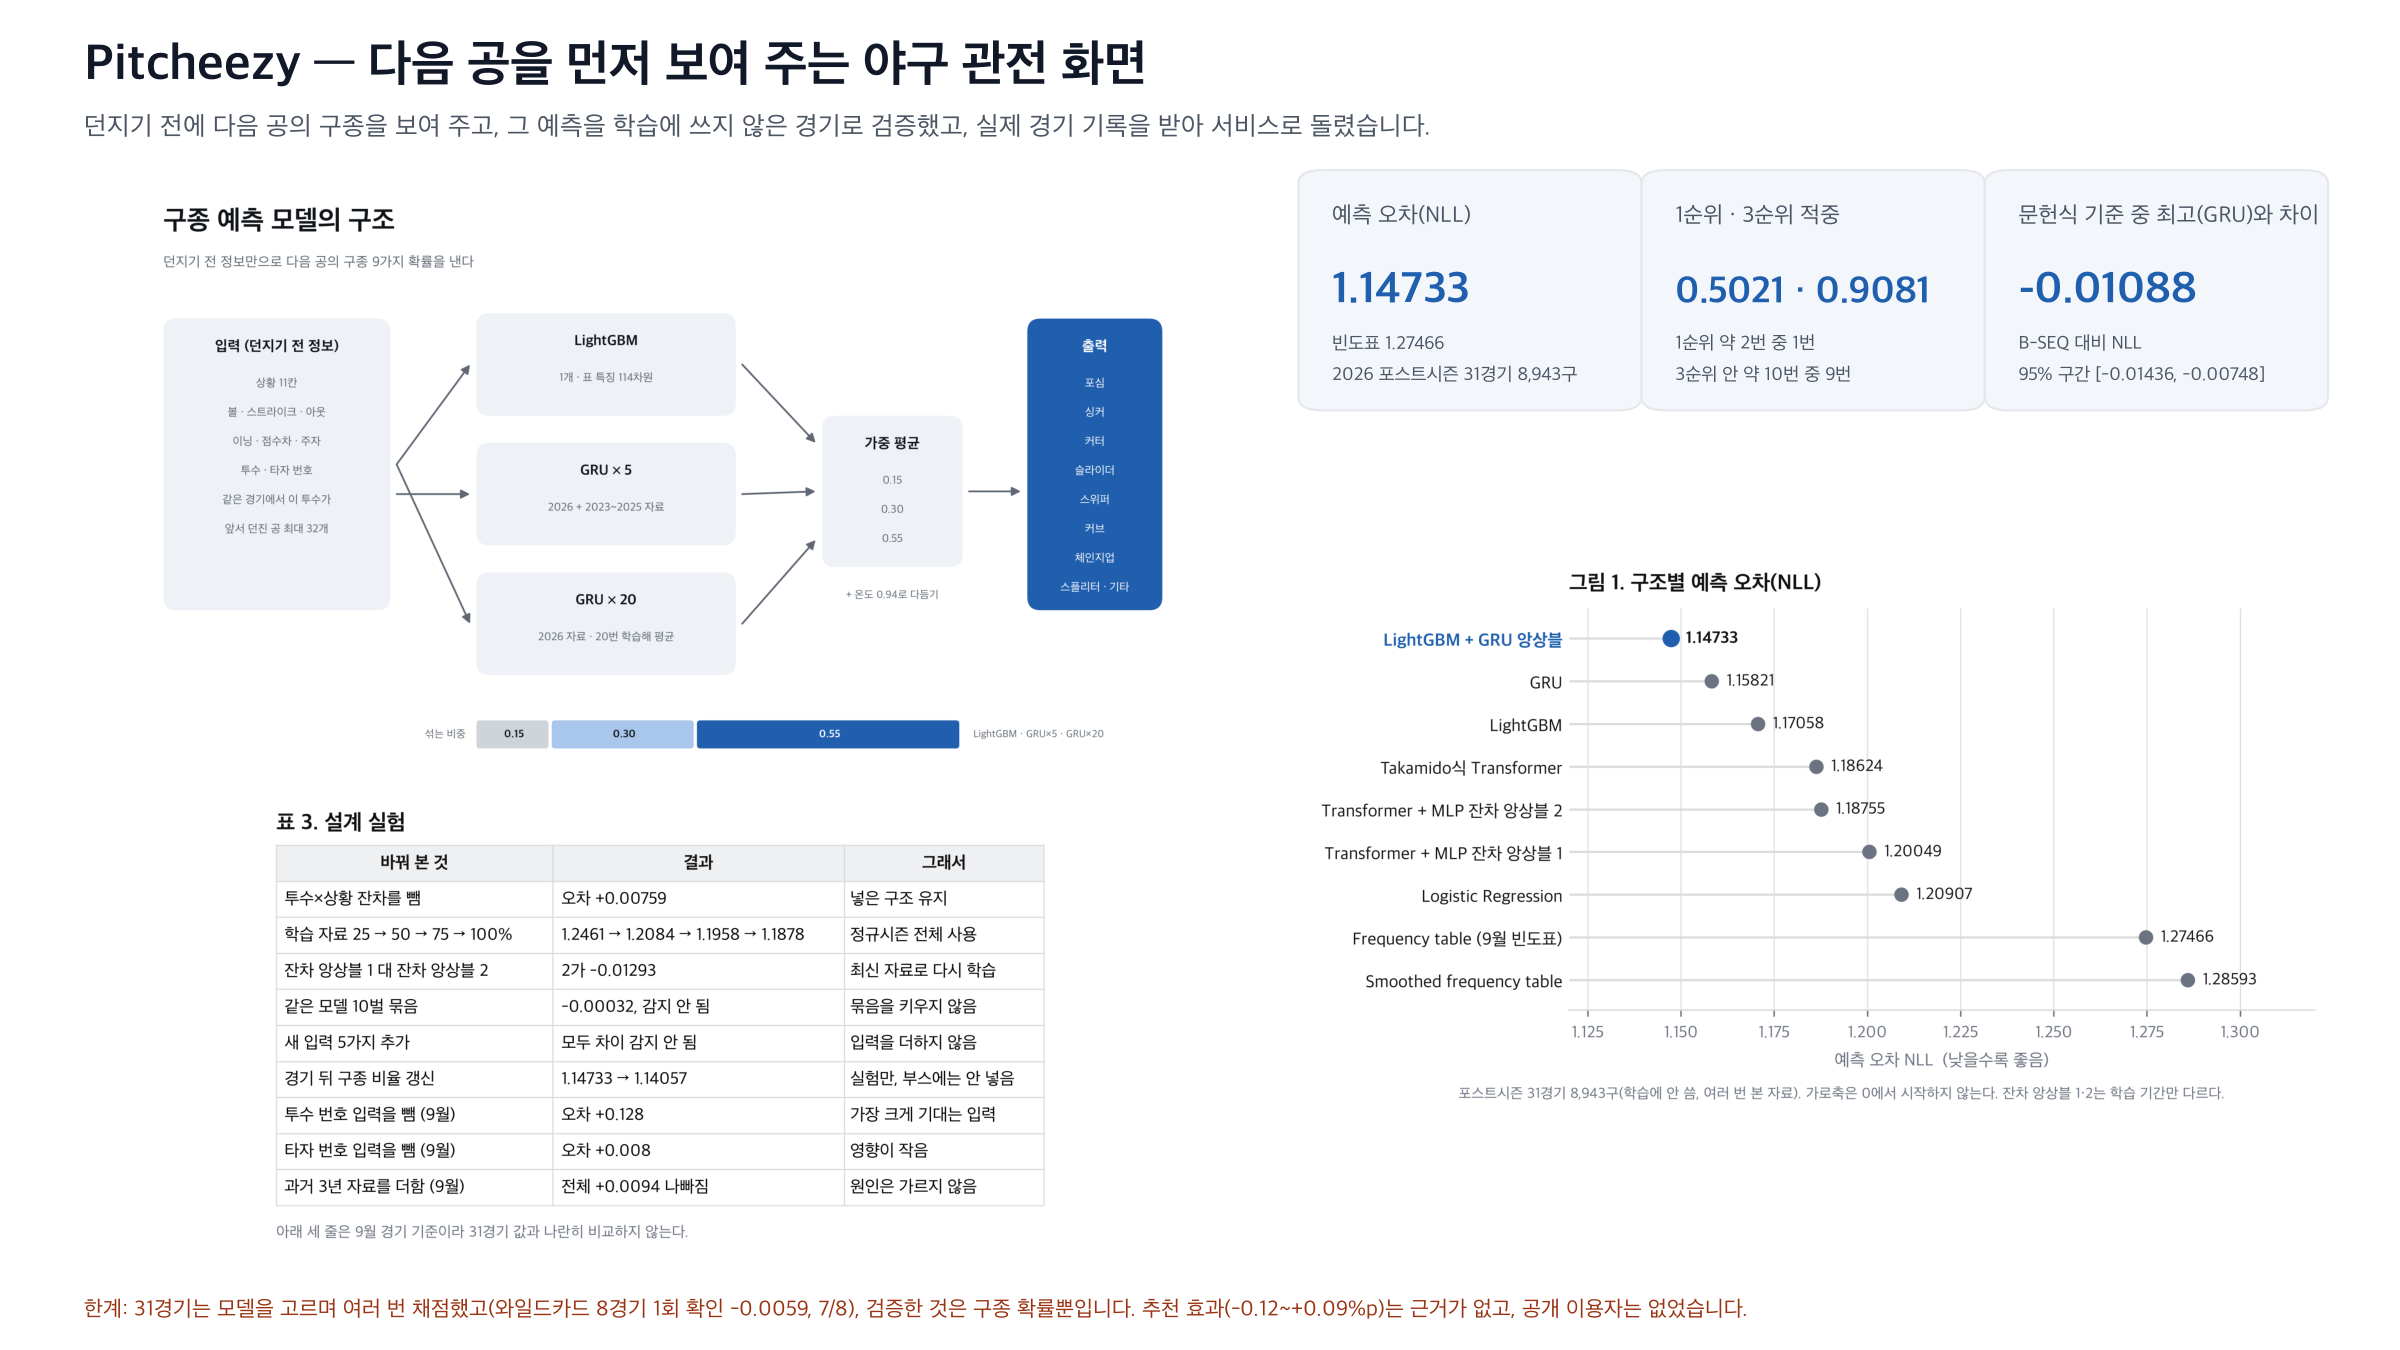 Pitcheezy — 다음 공을 먼저 보여 주는 야구 관전 화면
던지기 전에 다음 공의 구종을 보여 주고, 그 예측을 학습에 쓰지 않은 경기로 검증했고, 실제 경기 기록을 받아 서비스로 돌렸습니다.
구종 예측 모델의 구조
던지기 전 정보만으로 다음 공의 구종 9가지 확률을 낸다
입력 (던지기 전 정보)
상황 11칸
볼 · 스트라이크 · 아웃
이닝 · 점수차 · 주자
투수 · 타자 번호
같은 경기에서 이 투수가
앞서 던진 공 최대 32개
LightGBM
1개 · 표 특징 114차원
GRU × 5
2026 + 2023~2025 자료
GRU × 20
2026 자료 · 20번 학습해 평균
가중 평균
0.15
0.30
0.55
+ 온도 0.94로 다듬기
출력
포심
싱커
커터
슬라이더
스위퍼
커브
체인지업
스플리터 · 기타
섞는 비중
0.15
0.30
0.55
LightGBM · GRU×5 · GRU×20
표 3. 설계 실험
바꿔 본 것 결과 그래서
투수×상황 잔차를 뺌 오차 +0.00759 넣은 구조 유지
학습 자료 25 → 50 → 75 → 100% 1.2461 → 1.2084 → 1.1958 → 1.1878 정규시즌 전체 사용
잔차 앙상블 1 대 잔차 앙상블 2 2가 -0.01293 최신 자료로 다시 학습
같은 모델 10벌 묶음 -0.00032, 감지 안 됨 묶음을 키우지 않음
새 입력 5가지 추가 모두 차이 감지 안 됨 입력을 더하지 않음
경기 뒤 구종 비율 갱신 1.14733 → 1.14057 실험만, 부스에는 안 넣음
투수 번호 입력을 뺌 (9월) 오차 +0.128 가장 크게 기대는 입력
타자 번호 입력을 뺌 (9월) 오차 +0.008 영향이 작음
과거 3년 자료를 더함 (9월) 전체 +0.0094 나빠짐 원인은 가르지 않음
아래 세 줄은 9월 경기 기준이라 31경기 값과 나란히 비교하지 않는다.
예측 오차(NLL)
1.14733
빈도표 1.27466
2026 포스트시즌 31경기 8,943구
1순위 · 3순위 적중
0.5021 · 0.9081
1순위 약 2번 중 1번
3순위 안 약 10번 중 9번
문헌식 기준 중 최고(GRU)와 차이
-0.01088
B-SEQ 대비 NLL
95% 구간 [-0.01436, -0.00748]
그림 1. 구조별 예측 오차(NLL)
LightGBM + GRU 앙상블 1.14733
GRU 1.15821
LightGBM 1.17058
Takamido식 Transformer 1.18624
Transformer + MLP 잔차 앙상블 2 1.18755
Transformer + MLP 잔차 앙상블 1 1.20049
Logistic Regression 1.20907
Frequency table (9월 빈도표) 1.27466
Smoothed frequency table 1.28593
1.125 1.150 1.175 1.200 1.225 1.250 1.275 1.300
예측 오차 NLL (낮을수록 좋음)
포스트시즌 31경기 8,943구(학습에 안 씀, 여러 번 본 자료). 가로축은 0에서 시작하지 않는다. 잔차 앙상블 1·2는 학습 기간만 다르다.
한계: 31경기는 모델을 고르며 여러 번 채점했고(와일드카드 8경기 1회 확인 -0.0059, 7/8), 검증한 것은 구종 확률뿐입니다. 추천 효과(-0.12~+0.09%p)는 근거가 없고, 공개 이용자는 없었습니다.